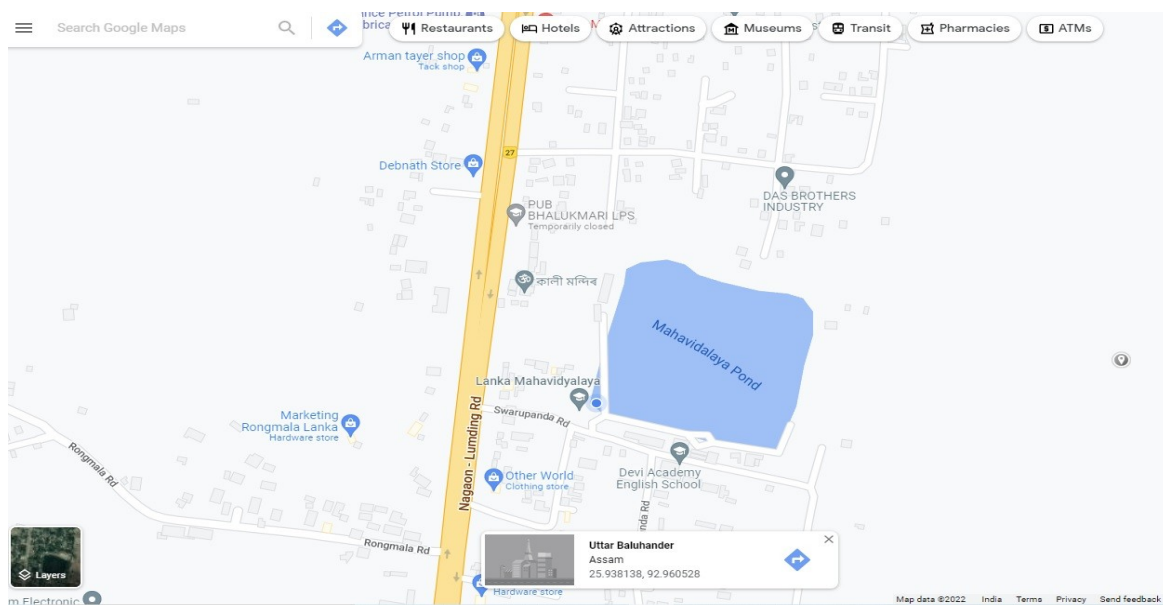 Search Google Maps
Restaurants
Hotels
Attractions
Museums
Transit
Pharmacies
ATMs
Arman tayer shop
Tack shop
27
Debnath Store
DAS BROTHERS
INDUSTRY
PUB
BHALUKMARI LPS
Temporarily closed
কালী মন্দিৰ
Mahavidalaya Pond
Lanka Mahavidyalaya
Swarupanda Rd
Marketing
Rongmala Lanka
Hardware store
Nagaon - Lumding Rd
Rongmala Rd
Other World
Clothing store
Devi Academy
English School
Rongmala Rd
Uttar Baluhander
Assam
25.938138, 92.960528
Hardware store
Layers
Map data ©2022 India Terms Privacy Send feedback